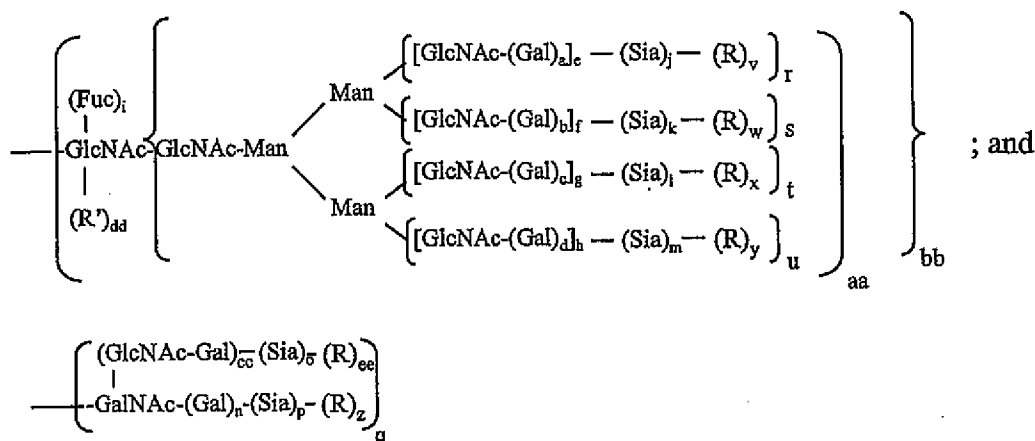 [GlcNAc-(Gal)a]e — (Sia)j — (R)v r
(Fuc)i Man
[GlcNAc-(Gal)b]f — (Sia)k — (R)w s
GlcNAc-GlcNAc-Man ; and
[GlcNAc-(Gal)c]g — (Sia)l — (R)x t
(R')dd Man
[GlcNAc-(Gal)d]h — (Sia)m — (R)y u
aa bb
(GlcNAc-Gal)cc-(Sia)o-(R)ee
GalNAc-(Gal)n-(Sia)p-(R)z q